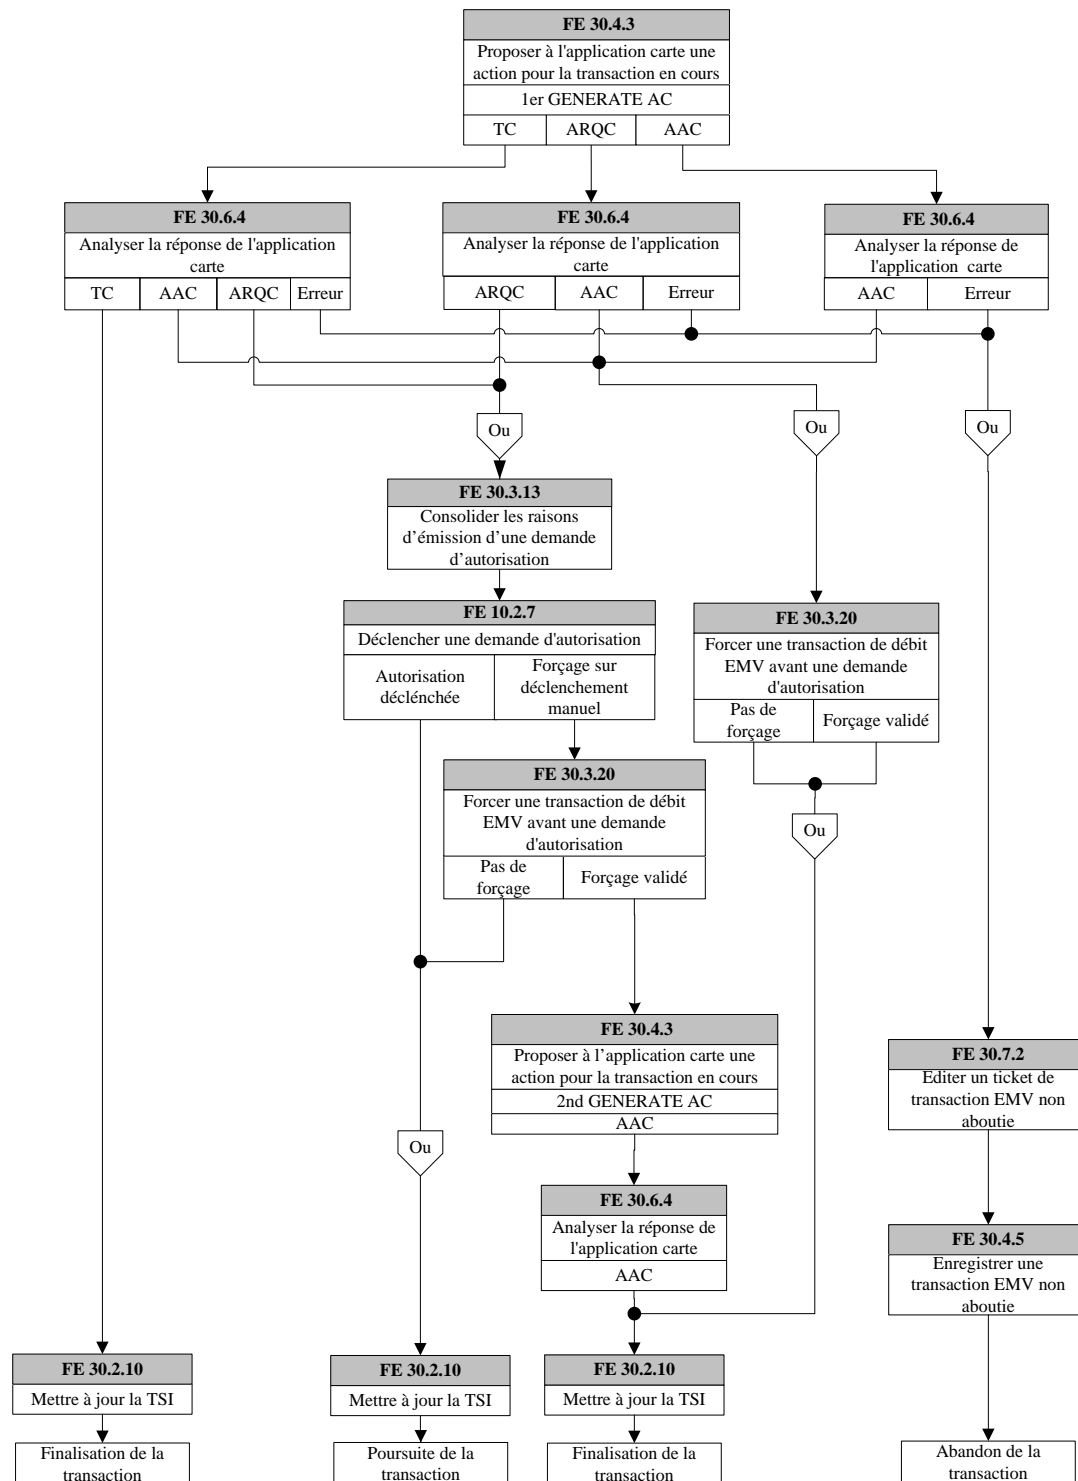 FE 30.4.3
Proposer à l'application carte une
action pour la transaction en cours
1er GENERATE AC
TC
ARQC
AAC
FE 30.6.4
Analyser la réponse de l'application
carte
TC
AAC
ARQC
Erreur
FE 30.6.4
Analyser la réponse de l'application
carte
ARQC
AAC
Erreur
FE 30.6.4
Analyser la réponse de
l'application carte
AAC
Erreur
Ou
Ou
Ou
FE 30.3.13
Consolider les raisons
d’émission d’une demande
d’autorisation
FE 10.2.7
Déclencher une demande d'autorisation
Autorisation
déclénchée
Forçage sur
déclenchement
manuel
FE 30.3.20
Forcer une transaction de débit
EMV avant une demande
d'autorisation
Pas de
forçage
Forçage validé
FE 30.3.20
Forcer une transaction de débit
EMV avant une demande
d'autorisation
Pas de
forçage
Forçage validé
Ou
FE 30.4.3
Proposer à l’application carte une
action pour la transaction en cours
2nd GENERATE AC
AAC
FE 30.7.2
Editer un ticket de
transaction EMV non
aboutie
Ou
FE 30.6.4
Analyser la réponse de
l'application carte
AAC
FE 30.4.5
Enregistrer une
transaction EMV non
aboutie
FE 30.2.10
Mettre à jour la TSI
Finalisation de la
transaction
FE 30.2.10
Mettre à jour la TSI
Poursuite de la
transaction
FE 30.2.10
Mettre à jour la TSI
Finalisation de la
transaction
Abandon de la
transaction